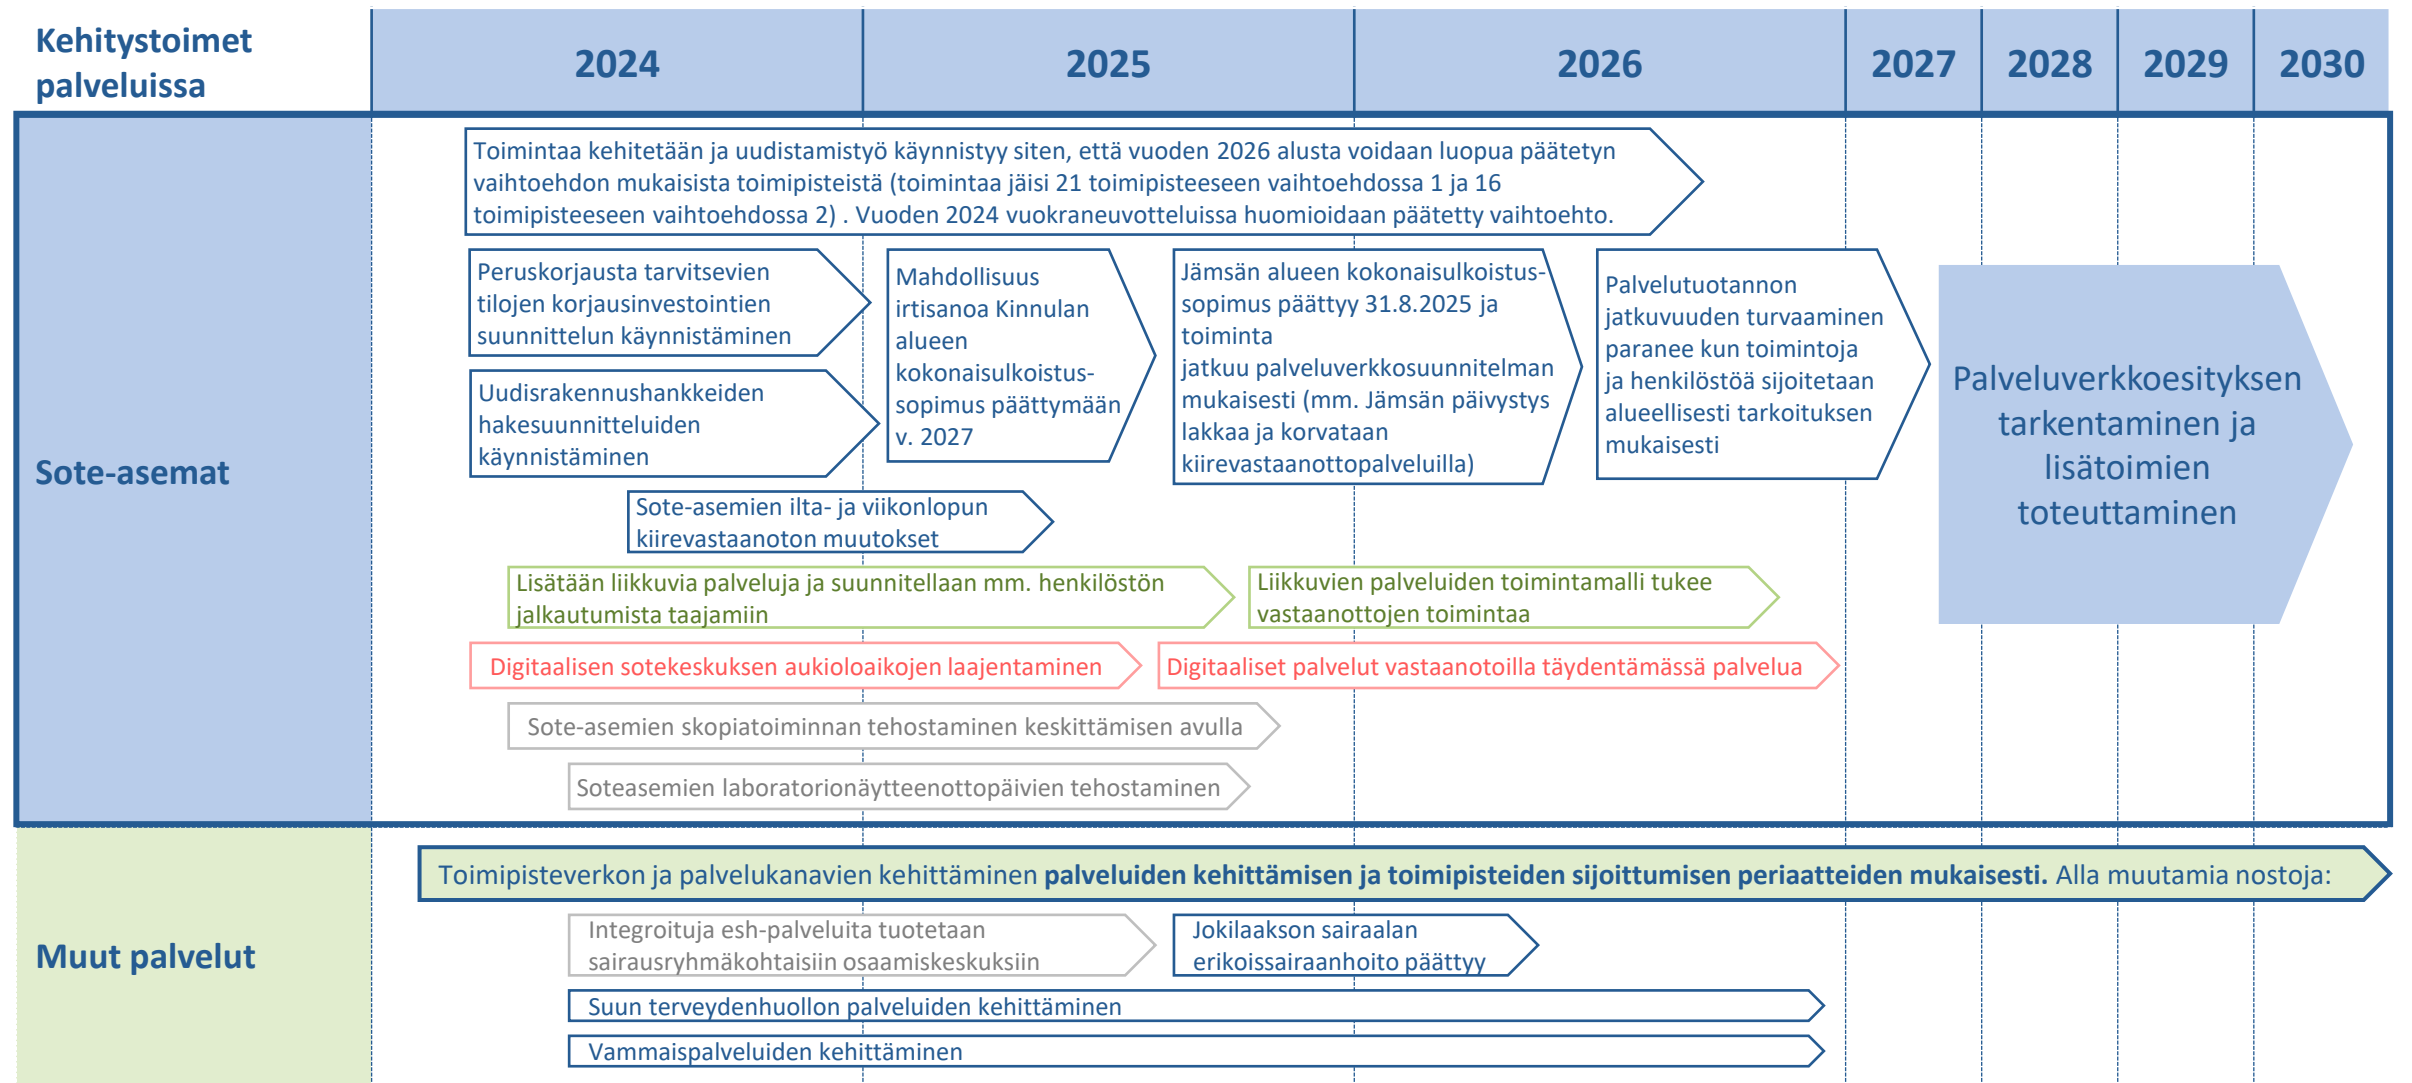 Kehitystoimet
palveluissa
2024
2025
2026
2027
2028
2029
2030
Sote-asemat
Toimintaa kehitetään ja uudistamistyö käynnistyy siten, että vuoden 2026 alusta voidaan luopua päätetyn
vaihtoehdon mukaisista toimipisteistä (toimintaa jäisi 21 toimipisteeseen vaihtoehdossa 1 ja 16
toimipisteeseen vaihtoehdossa 2) . Vuoden 2024 vuokraneuvotteluissa huomioidaan päätetty vaihtoehto.
Peruskorjausta tarvitsevien
tilojen korjausinvestointien
suunnittelun käynnistäminen
Uudisrakennushankkeiden
hakesuunnitteluiden
käynnistäminen
Mahdollisuus
irtisanoa Kinnulan
alueen
kokonaisulkoistus-
sopimus päättymään
v. 2027
Jämsän alueen kokonaisulkoistus-
sopimus päättyy 31.8.2025 ja
toiminta
jatkuu palveluverkkosuunnitelman
mukaisesti (mm. Jämsän päivystys
lakkaa ja korvataan
kiirevastaanottopalveluilla)
Palvelutuotannon
jatkuvuuden turvaaminen
paranee kun toimintoja
ja henkilöstöä sijoitetaan
alueellisesti tarkoituksen
mukaisesti
Palveluverkkoesityksen
tarkentaminen ja
lisätoimien
toteuttaminen
Sote-asemien ilta- ja viikonlopun
kiirevastaanoton muutokset
Lisätään liikkuvia palveluja ja suunnitellaan mm. henkilöstön
jalkautumista taajamiin
Liikkuvien palveluiden toimintamalli tukee
vastaanottojen toimintaa
Digitaalisen sotekeskuksen aukioloaikojen laajentaminen
Digitaaliset palvelut vastaanotoilla täydentämässä palvelua
Sote-asemien skopiatoiminnan tehostaminen keskittämisen avulla
Soteasemien laboratorionäytteenottopäivien tehostaminen
Muut palvelut
Toimipisteverkon ja palvelukanavien kehittäminen palveluiden kehittämisen ja toimipisteiden sijoittumisen periaatteiden mukaisesti. Alla muutamia nostoja:
Integroituja esh-palveluita tuotetaan
sairausryhmäkohtaisiin osaamiskeskuksiin
Jokilaakson sairaalan
erikoissairaanhoito päättyy
Suun terveydenhuollon palveluiden kehittäminen
Vammaispalveluiden kehittäminen